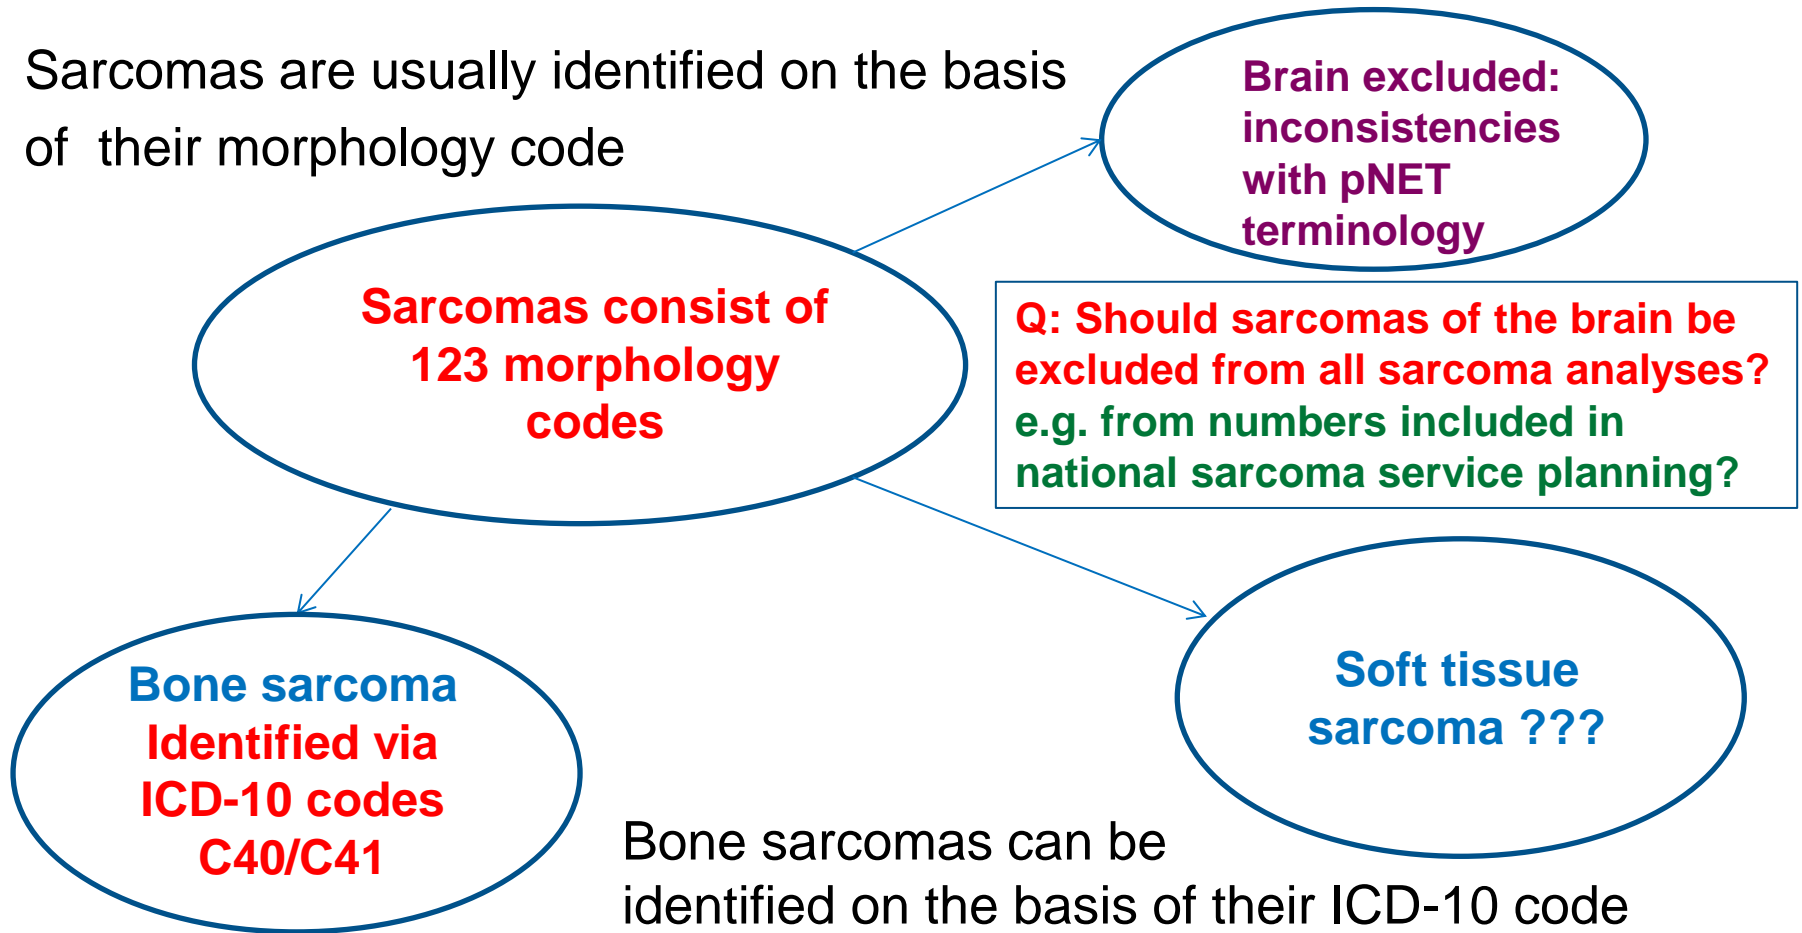 Sarcomas are usually identified on the basis
of their morphology code
Brain excluded:
inconsistencies
with pNET
terminology
Sarcomas consist of
123 morphology
codes
Q: Should sarcomas of the brain be
excluded from all sarcoma analyses?
e.g. from numbers included in
national sarcoma service planning?
Bone sarcoma
Identified via
ICD-10 codes
C40/C41
Soft tissue
sarcoma ???
Bone sarcomas can be
identified on the basis of their ICD-10 code